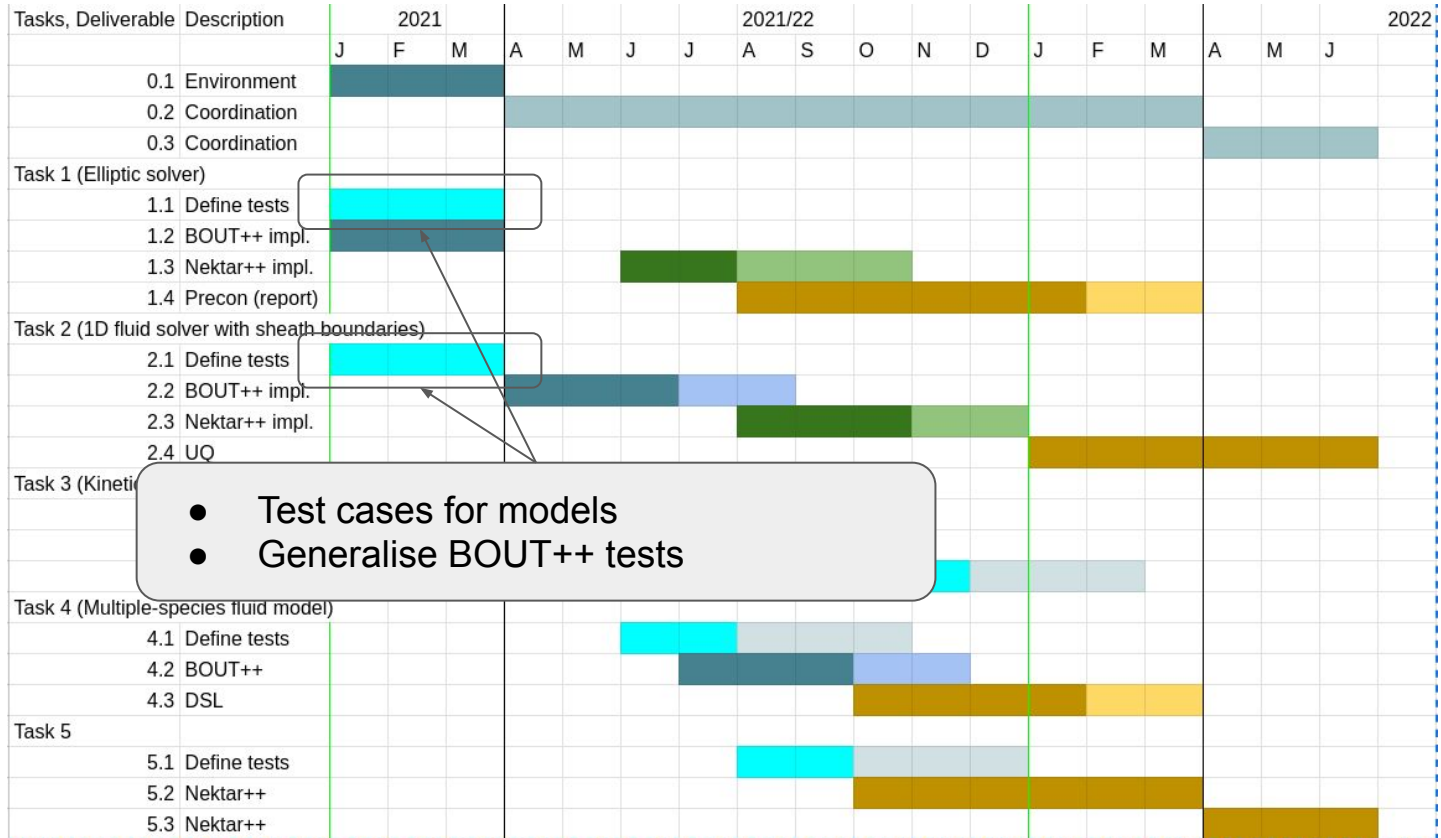 Tasks, Deliverable Description 2021 2021/22 2022
J F M A M J J A S O N D J F M A M J
0.1 Environment
0.2 Coordination
0.3 Coordination
Task 1 (Elliptic solver)
1.1 Define tests
1.2 BOUT++ impl.
1.3 Nektar++ impl.
1.4 Precon (report)
Task 2 (1D fluid solver with sheath boundaries)
2.1 Define tests
2.2 BOUT++ impl.
2.3 Nektar++ impl.
2.4 UQ
Task 3 (Kinetic
● Test cases for models
● Generalise BOUT++ tests
Task 4 (Multiple-species fluid model)
4.1 Define tests
4.2 BOUT++
4.3 DSL
Task 5
5.1 Define tests
5.2 Nektar++
5.3 Nektar++